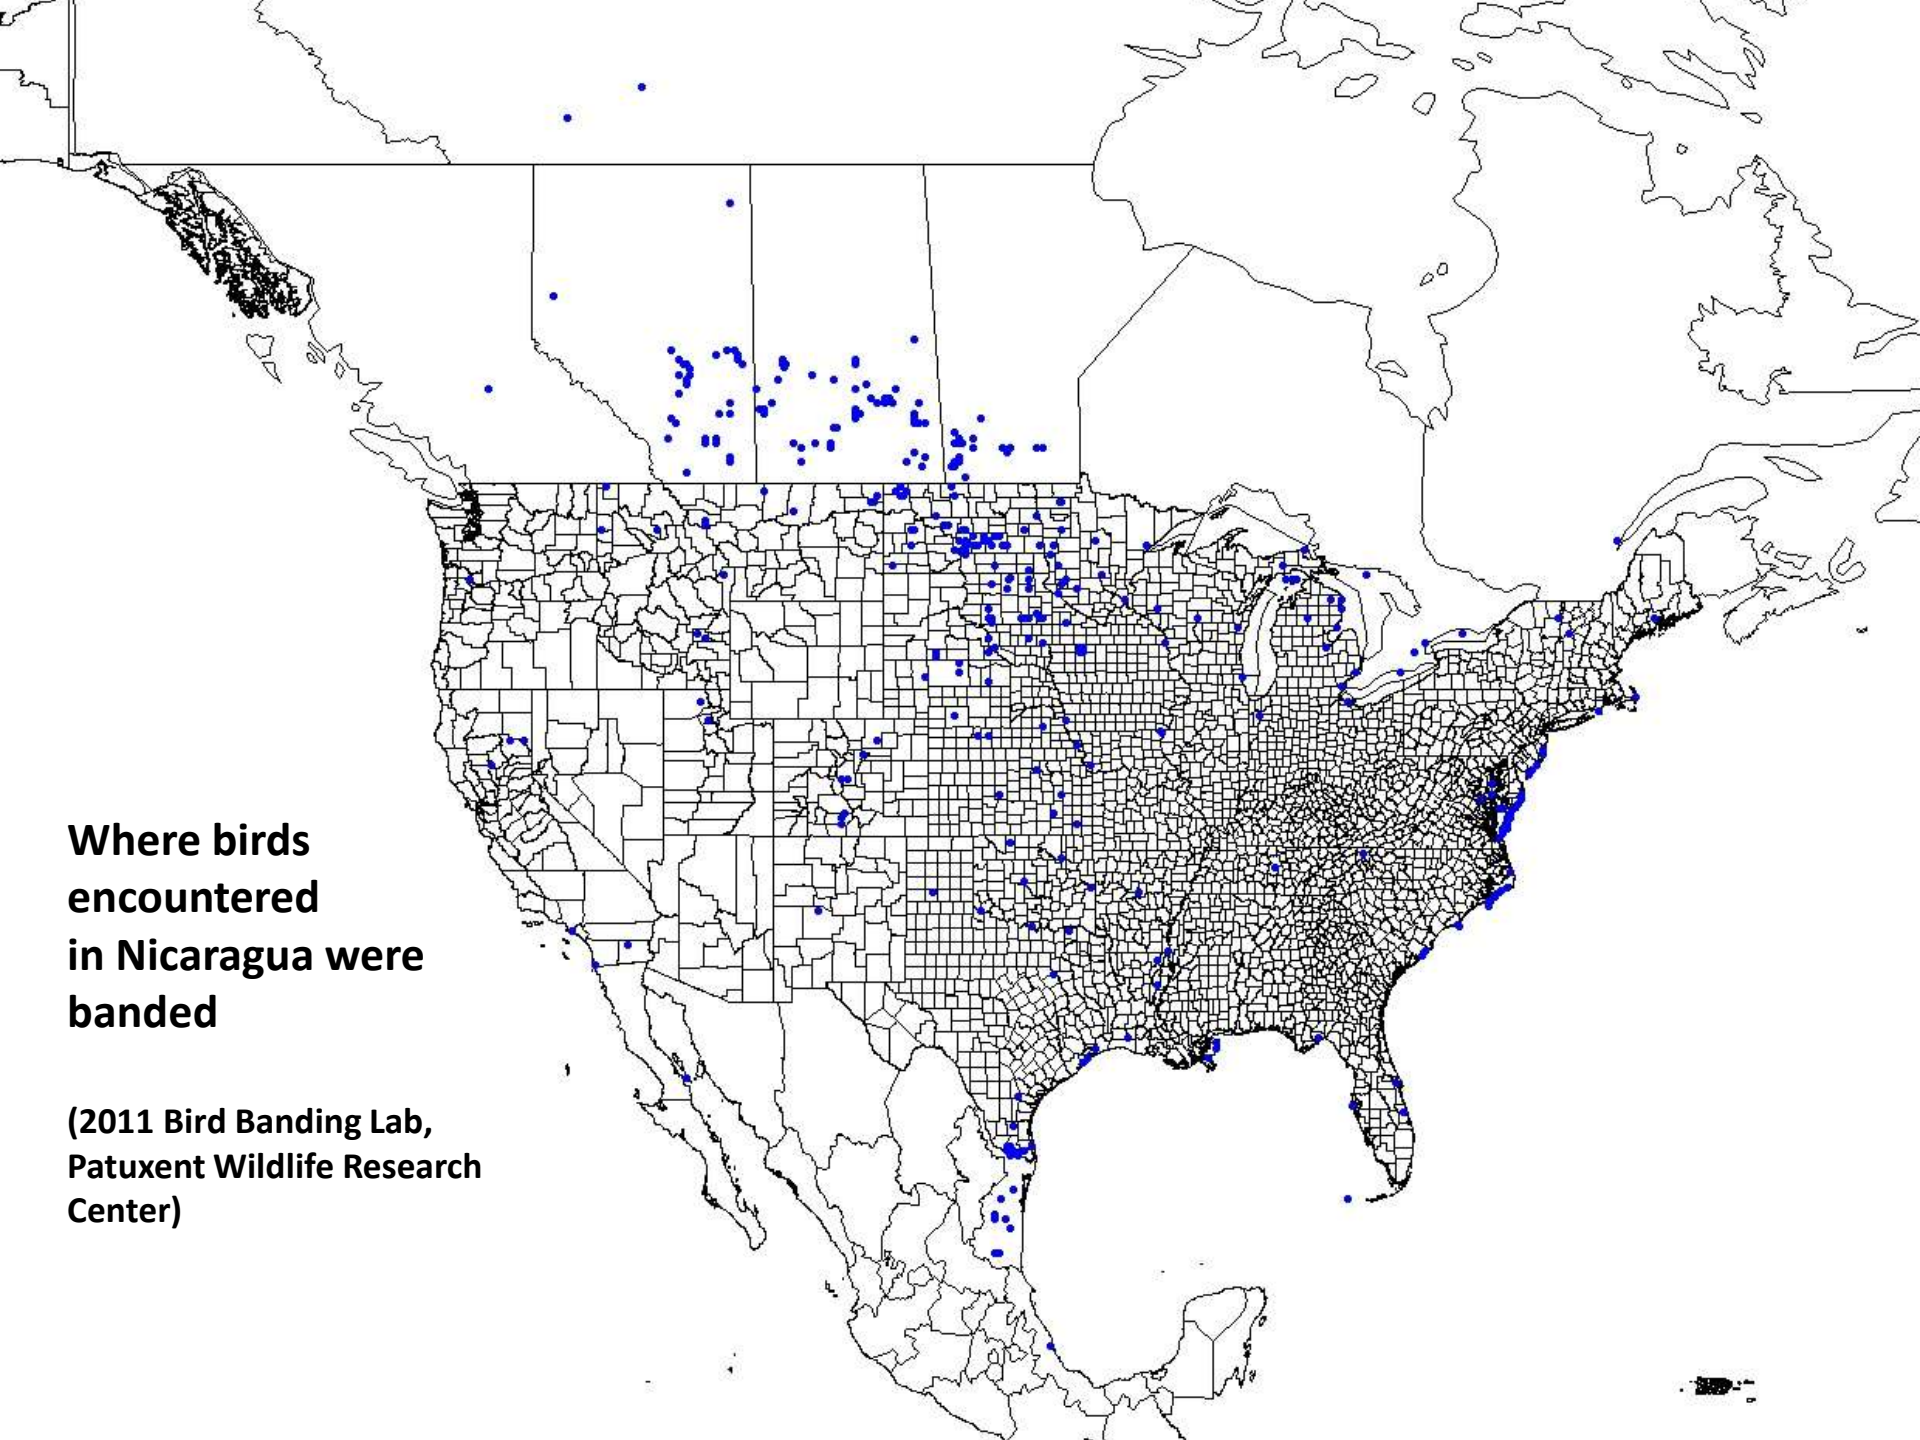 Where birds
encountered
in Nicaragua were
banded
(2011 Bird Banding Lab,
Patuxent Wildlife Research
Center)